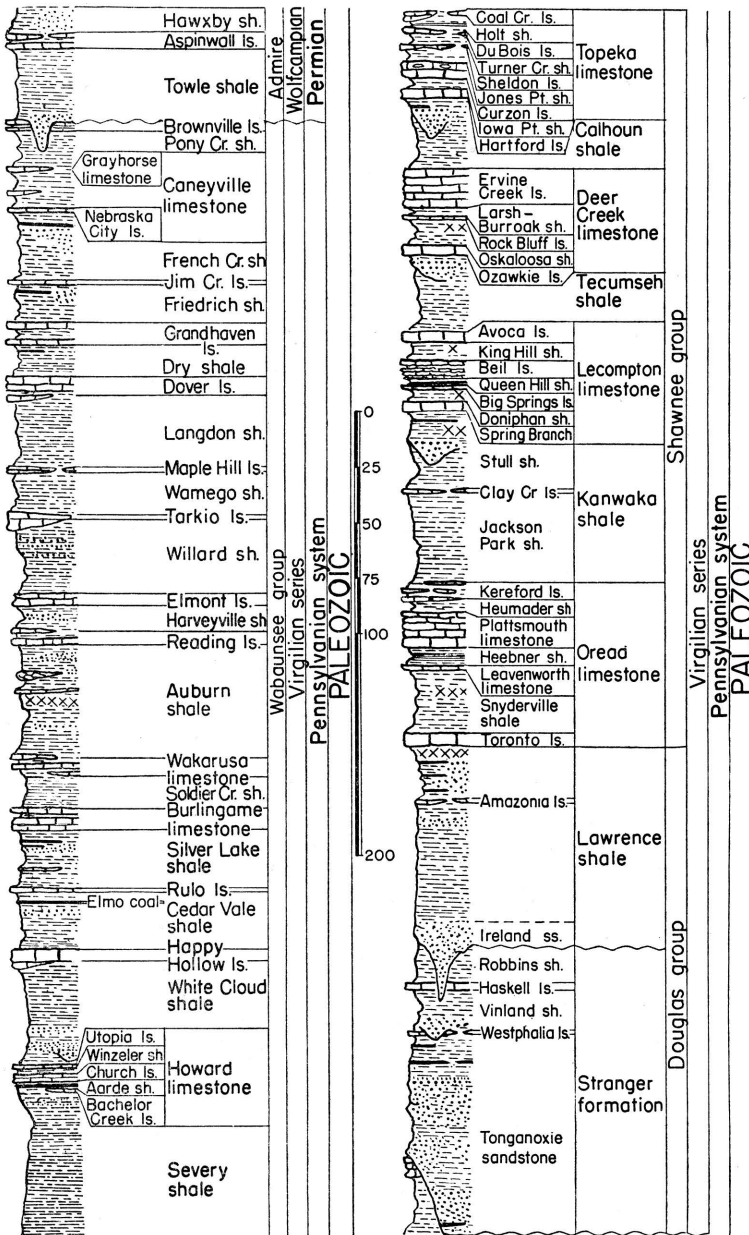 Hawxby sh.
Aspinwall ls.
Towle shale
Brownville ls.
Pony Cr. sh.
Grayhorse
limestone
Caneyville
limestone
Nebraska
City ls.
French Cr. sh
Jim Cr. ls.
Friedrich sh.
Grandhaven
ls.
Dry shale
Dover ls.
Langdon sh.
Maple Hill ls.
Wamego sh.
Tarkio ls.
Willard sh.
Elmont ls.
Harveyville sh
Reading ls.
Auburn
shale
Wakarusa
limestone
Soldier Cr. sh.
Burlingame
limestone
Silver Lake
shale
Rulo ls.
Elmo coal
Cedar Vale
shale
Happy
Hollow ls.
White Cloud
shale
Utopia ls.
Winzeler sh
Church ls.
Aarde sh.
Bachelor
Creek ls.
Howard
limestone
Severy
shale
Admire
Wolfcampian
Permian
Wabaunsee group
Virgilian series
Pennsylvanian system
PALEOZOIC
0
25
50
75
100
200
Coal Cr. ls.
Holt sh.
Du Bois ls.
Turner Cr. sh.
Sheldon ls.
Jones Pt. sh.
Curzon ls.
Iowa Pt. sh.
Hartford ls.
Topeka
limestone
Calhoun
shale
Ervine
Creek ls.
Larsh-
Burroak sh.
Rock Bluff ls.
Oskaloosa sh.
Ozawkie ls.
Deer
Creek
limestone
Tecumseh
shale
Avoca ls.
King Hill sh.
Beil ls.
Queen Hill sh.
Big Springs ls.
Doniphan sh.
Spring Branch
Lecompton
limestone
Stull sh.
Clay Cr ls.
Jackson
Park sh.
Kanwaka
shale
Kereford ls.
Heumader sh
Plattsmouth
limestone
Heebner sh.
Leavenworth
limestone
Snyderville
shale
Toronto ls.
Oread
limestone
Amazonia ls.
Lawrence
shale
Ireland ss.
Robbins sh.
Haskell ls.
Vinland sh.
Westphalia ls.
Tonganoxie
sandstone
Stranger
formation
Shawnee group
Douglas group
Virgilian series
Pennsylvanian system
PALEOZOIC